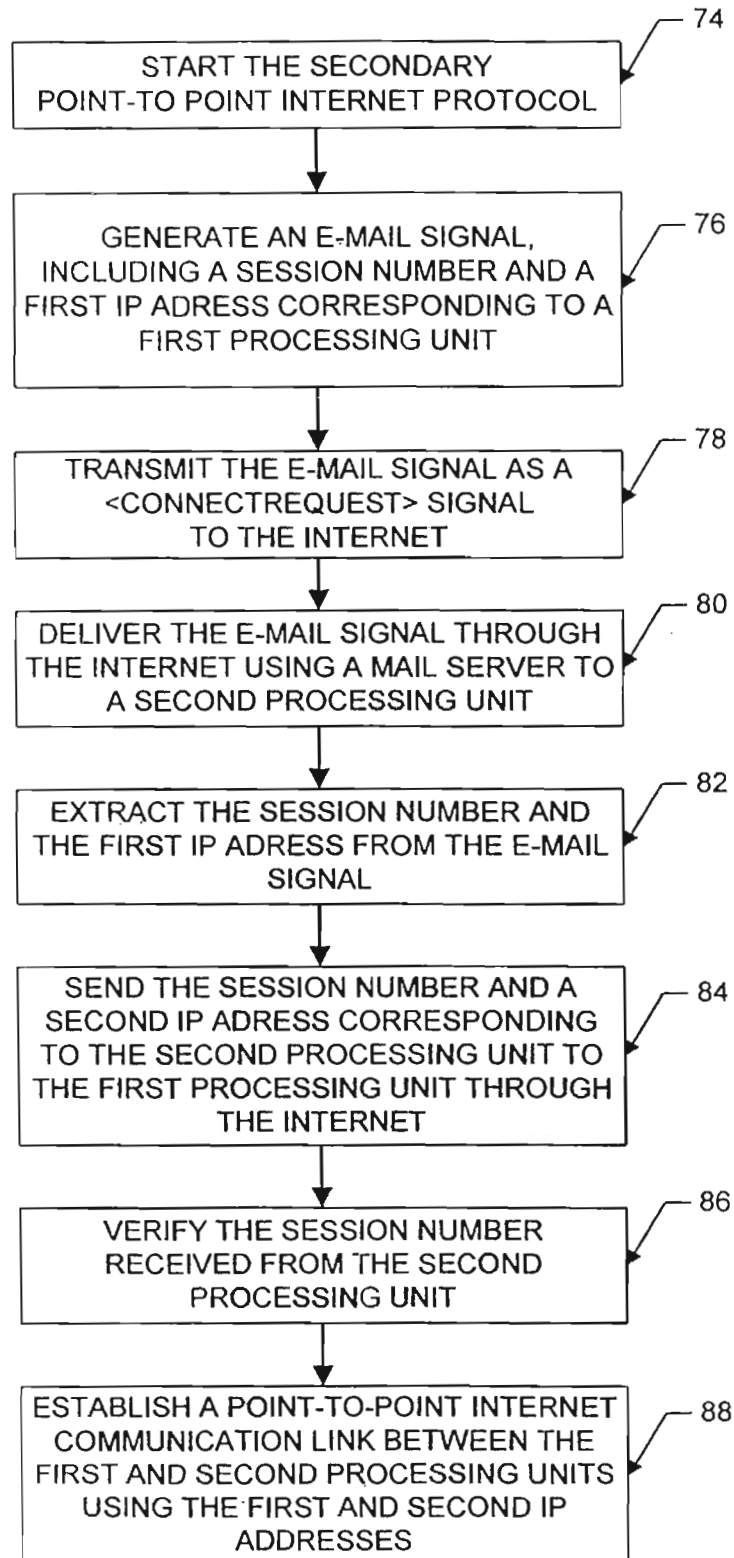 74
START THE SECONDARY
POINT-TO POINT INTERNET PROTOCOL
76
GENERATE AN E-MAIL SIGNAL,
INCLUDING A SESSION NUMBER AND A
FIRST IP ADRESS CORRESPONDING TO A
FIRST PROCESSING UNIT
78
TRANSMIT THE E-MAIL SIGNAL AS A
<CONNECTREQUEST> SIGNAL
TO THE INTERNET
80
DELIVER THE E-MAIL SIGNAL THROUGH
THE INTERNET USING A MAIL SERVER TO
A SECOND PROCESSING UNIT
82
EXTRACT THE SESSION NUMBER AND
THE FIRST IP ADRESS FROM THE E-MAIL
SIGNAL
84
SEND THE SESSION NUMBER AND A
SECOND IP ADRESS CORRESPONDING
TO THE SECOND PROCESSING UNIT TO
THE FIRST PROCESSING UNIT THROUGH
THE INTERNET
86
VERIFY THE SESSION NUMBER
RECEIVED FROM THE SECOND
PROCESSING UNIT
88
ESTABLISH A POINT-TO-POINT INTERNET
COMMUNICATION LINK BETWEEN THE
FIRST AND SECOND PROCESSING UNITS
USING THE FIRST AND SECOND IP
ADDRESSES